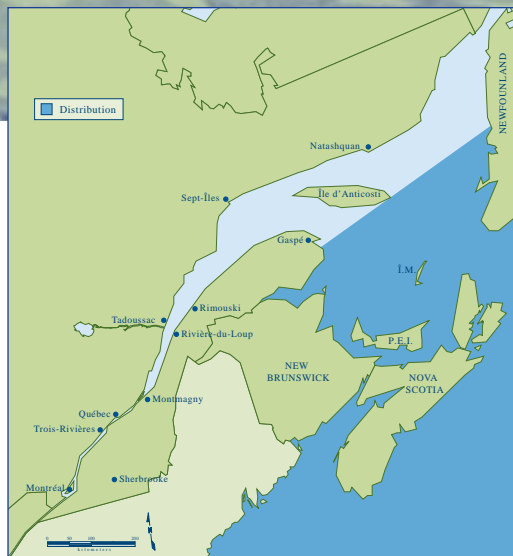 NEWFOUNDLAND
Distribution
Natashquan
Sept-Îles
Île d'Anticosti
Gaspé
Î.M.
Rimouski
Tadoussac
Rivière-du-Loup
P.E.I.
NEW
BRUNSWICK
NOVA
SCOTIA
Montmagny
Québec
Trois-Rivières
Sherbrooke
Montréal
kilometers